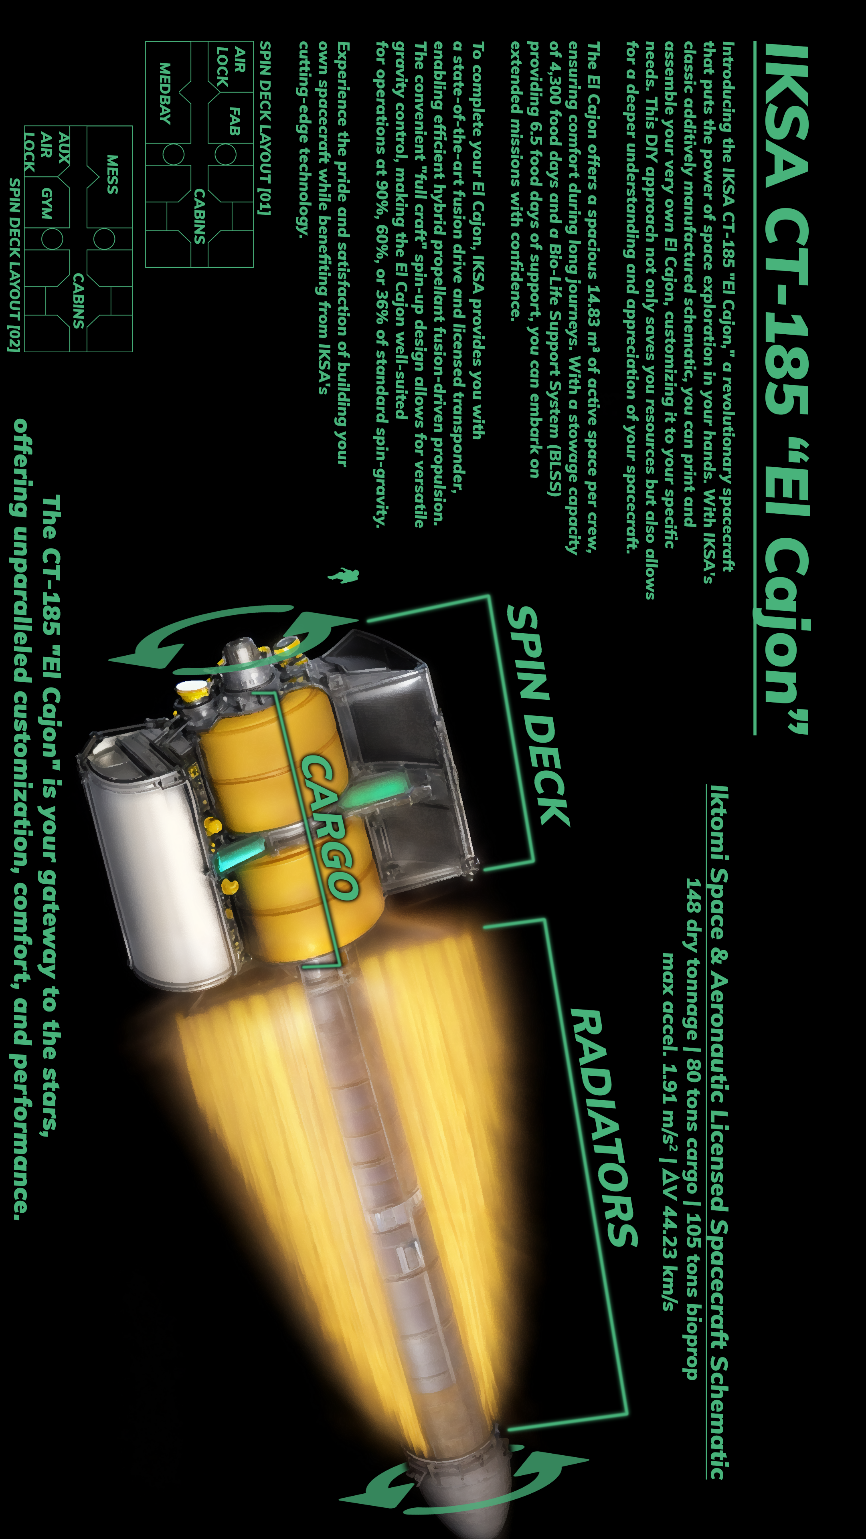 IKSA CT-185 “El Cajon”
Introducing the IKSA CT-185 "El Cajon," a revolutionary spacecraft
that puts the power of space exploration in your hands. With IKSA's
classic additively manufactured schematic, you can print and
assemble your very own El Cajon, customizing it to your specific
needs. This DIY approach not only saves you resources but also allows
for a deeper understanding and appreciation of your spacecraft.
The El Cajon offers a spacious 14.83 m³ of active space per crew,
ensuring comfort during long journeys. With a stowage capacity
of 4,300 food days and a Bio-Life Support System (BLSS)
providing 6.5 food days of support, you can embark on
extended missions with confidence.
To complete your El Cajon, IKSA provides you with
a state-of-the-art fusion drive and licensed transponder,
enabling efficient hybrid propellant fusion-driven propulsion.
The convenient "full craft" spin-up design allows for versatile
gravity control, making the El Cajon well-suited
for operations at 90%, 60%, or 36% of standard spin-gravity.
Experience the pride and satisfaction of building your
own spacecraft while benefiting from IKSA's
cutting-edge technology.
SPIN DECK LAYOUT [01]
AIR
LOCK
FAB
CABINS
MEDBAY
MESS
CABINS
AUX
AIR
LOCK
GYM
SPIN DECK LAYOUT [02]
Iktomi Space & Aeronautic Licensed Spacecraft Schematic
148 dry tonnage | 80 tons cargo | 105 tons bioprop
max accel. 1.91 m/s² | ΔV 44.23 km/s
SPIN DECK
CARGO
RADIATORS
The CT-185 "El Cajon" is your gateway to the stars,
offering unparalleled customization, comfort, and performance.